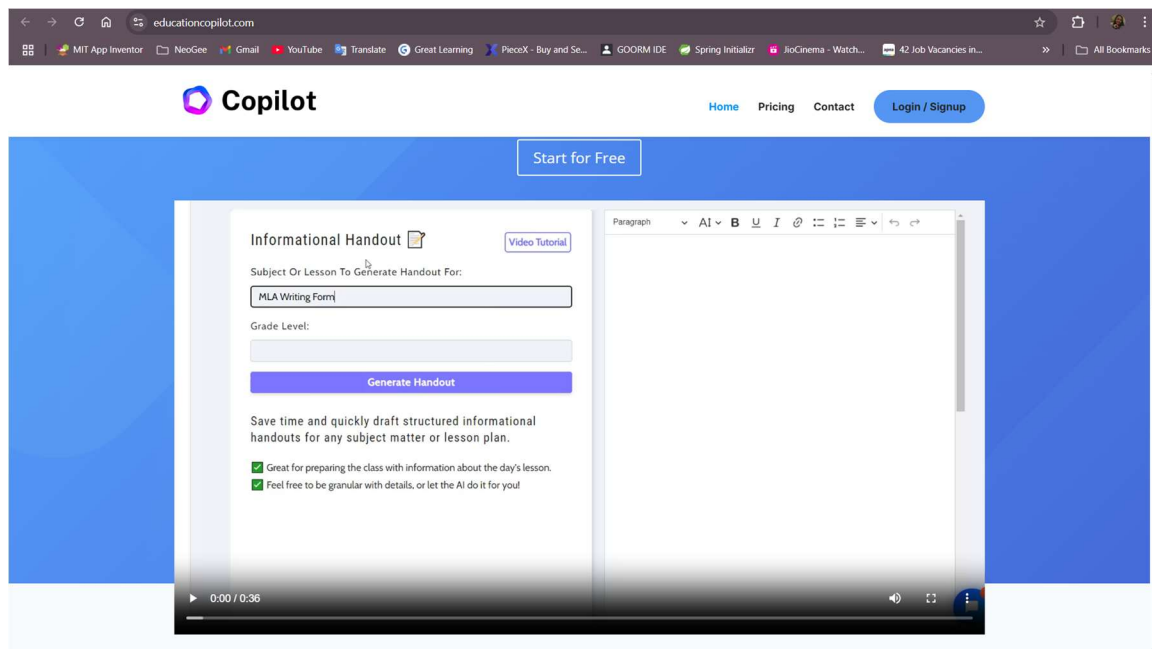 educationcopilot.com
MIT App Inventor NeoGee Gmail YouTube Translate Great Learning PieceX - Buy and Se... GOORM IDE Spring Initializr JioCinema - Watch... 42 Job Vacancies in... » All Bookmarks
Copilot
Home Pricing Contact Login / Signup
Start for Free
Paragraph AI B U I
Informational Handout Video Tutorial
Subject Or Lesson To Generate Handout For:
MLA Writing Form
Grade Level:
Generate Handout
Save time and quickly draft structured informational
handouts for any subject matter or lesson plan.
Great for preparing the class with information about the day's lesson.
Feel free to be granular with details, or let the AI do it for you!
0:00 / 0:36